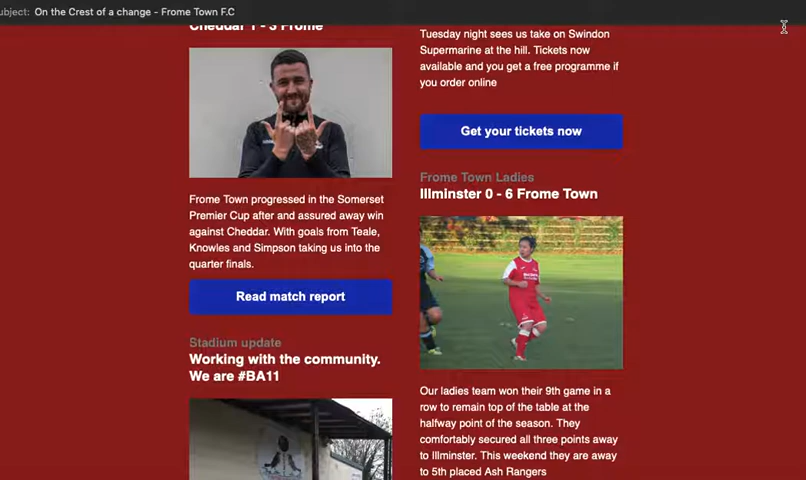 ubject: On the Crest of a change - Frome Town F.C
Cheddar 1 - 3 Frome
Frome Town progressed in the Somerset
Premier Cup after and assured away win
against Cheddar. With goals from Teale,
Knowles and Simpson taking us into the
quarter finals.
Read match report
Stadium update
Working with the community.
We are #BA11
Tuesday night sees us take on Swindon
Supermarine at the hill. Tickets now
available and you get a free programme if
you order online
Get your tickets now
Frome Town Ladies
Illminster 0 - 6 Frome Town
Our ladies team won their 9th game in a
row to remain top of the table at the
halfway point of the season. They
comfortably secured all three points away
to Illminster. This weekend they are away
to 5th placed Ash Rangers